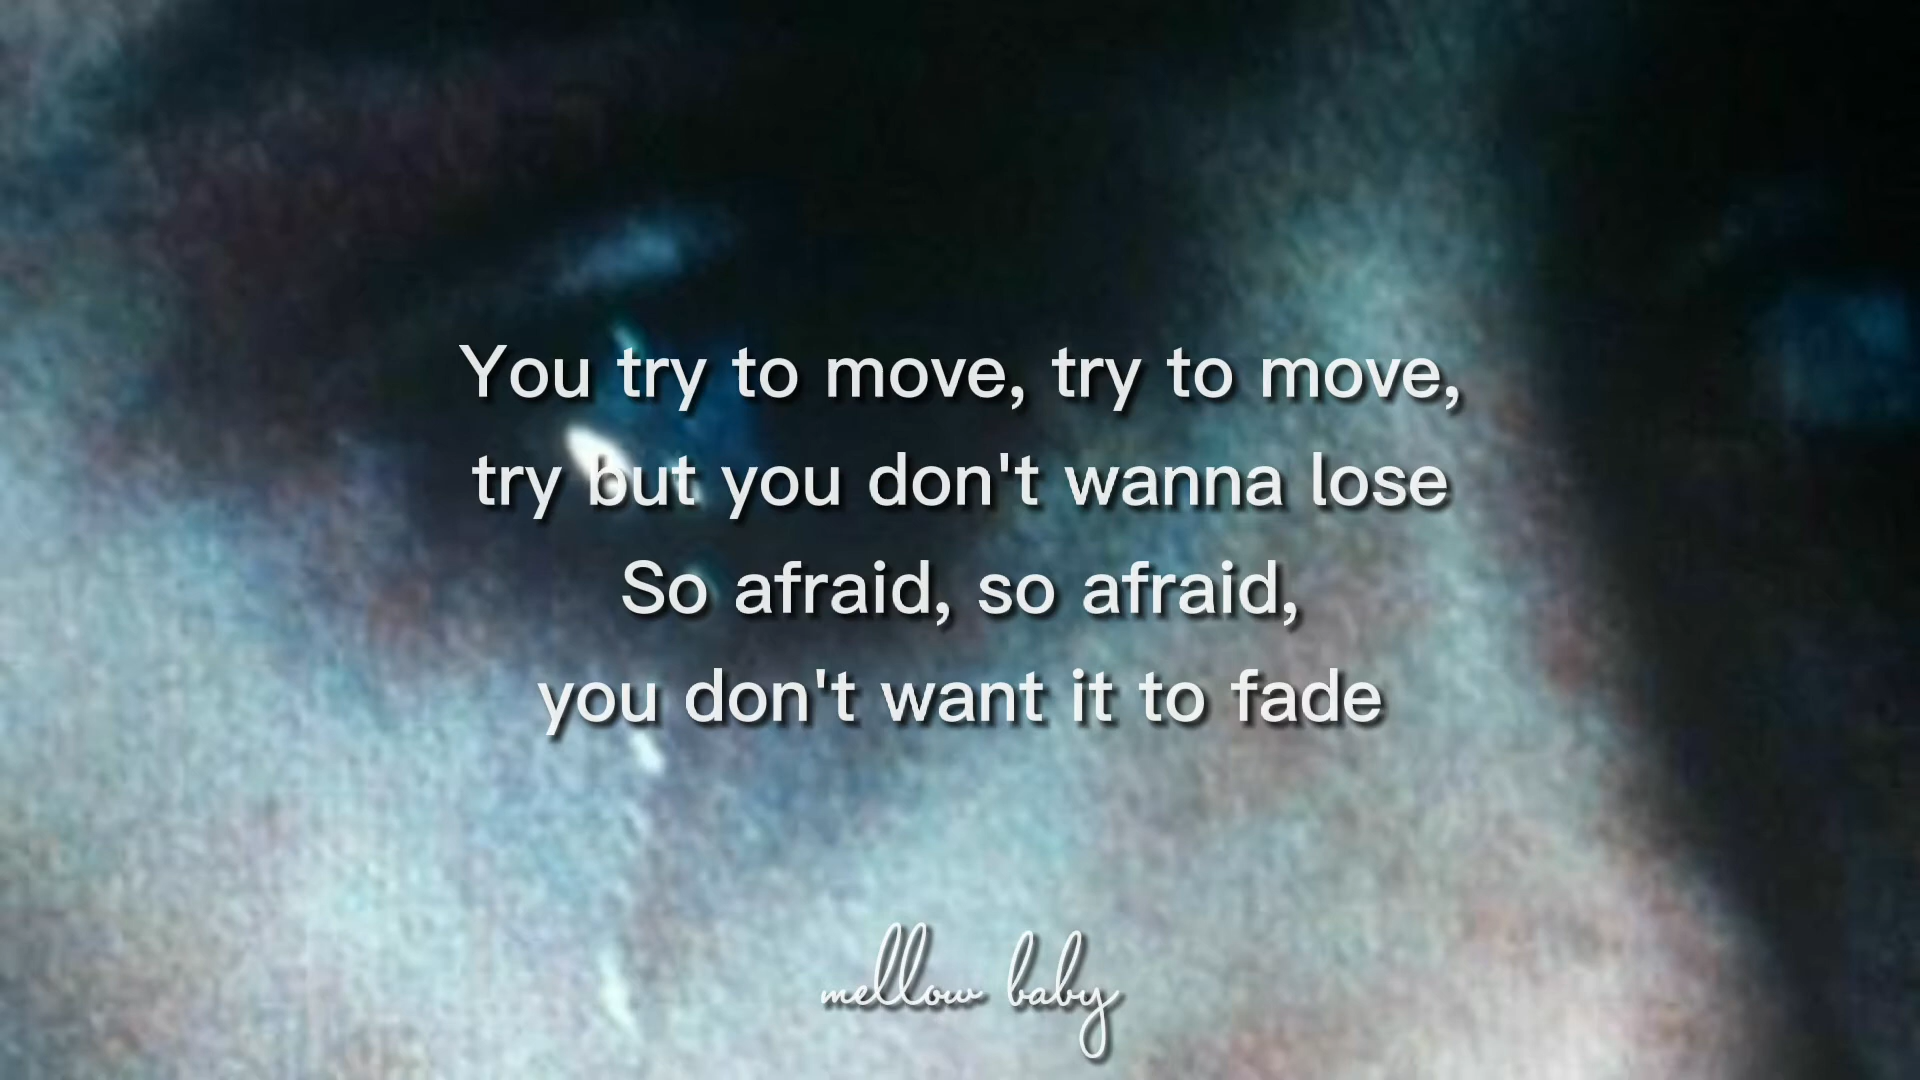 You try to move, try to move,
try but you don't wanna lose
So afraid, so afraid,
you don't want it to fade
mellow baby